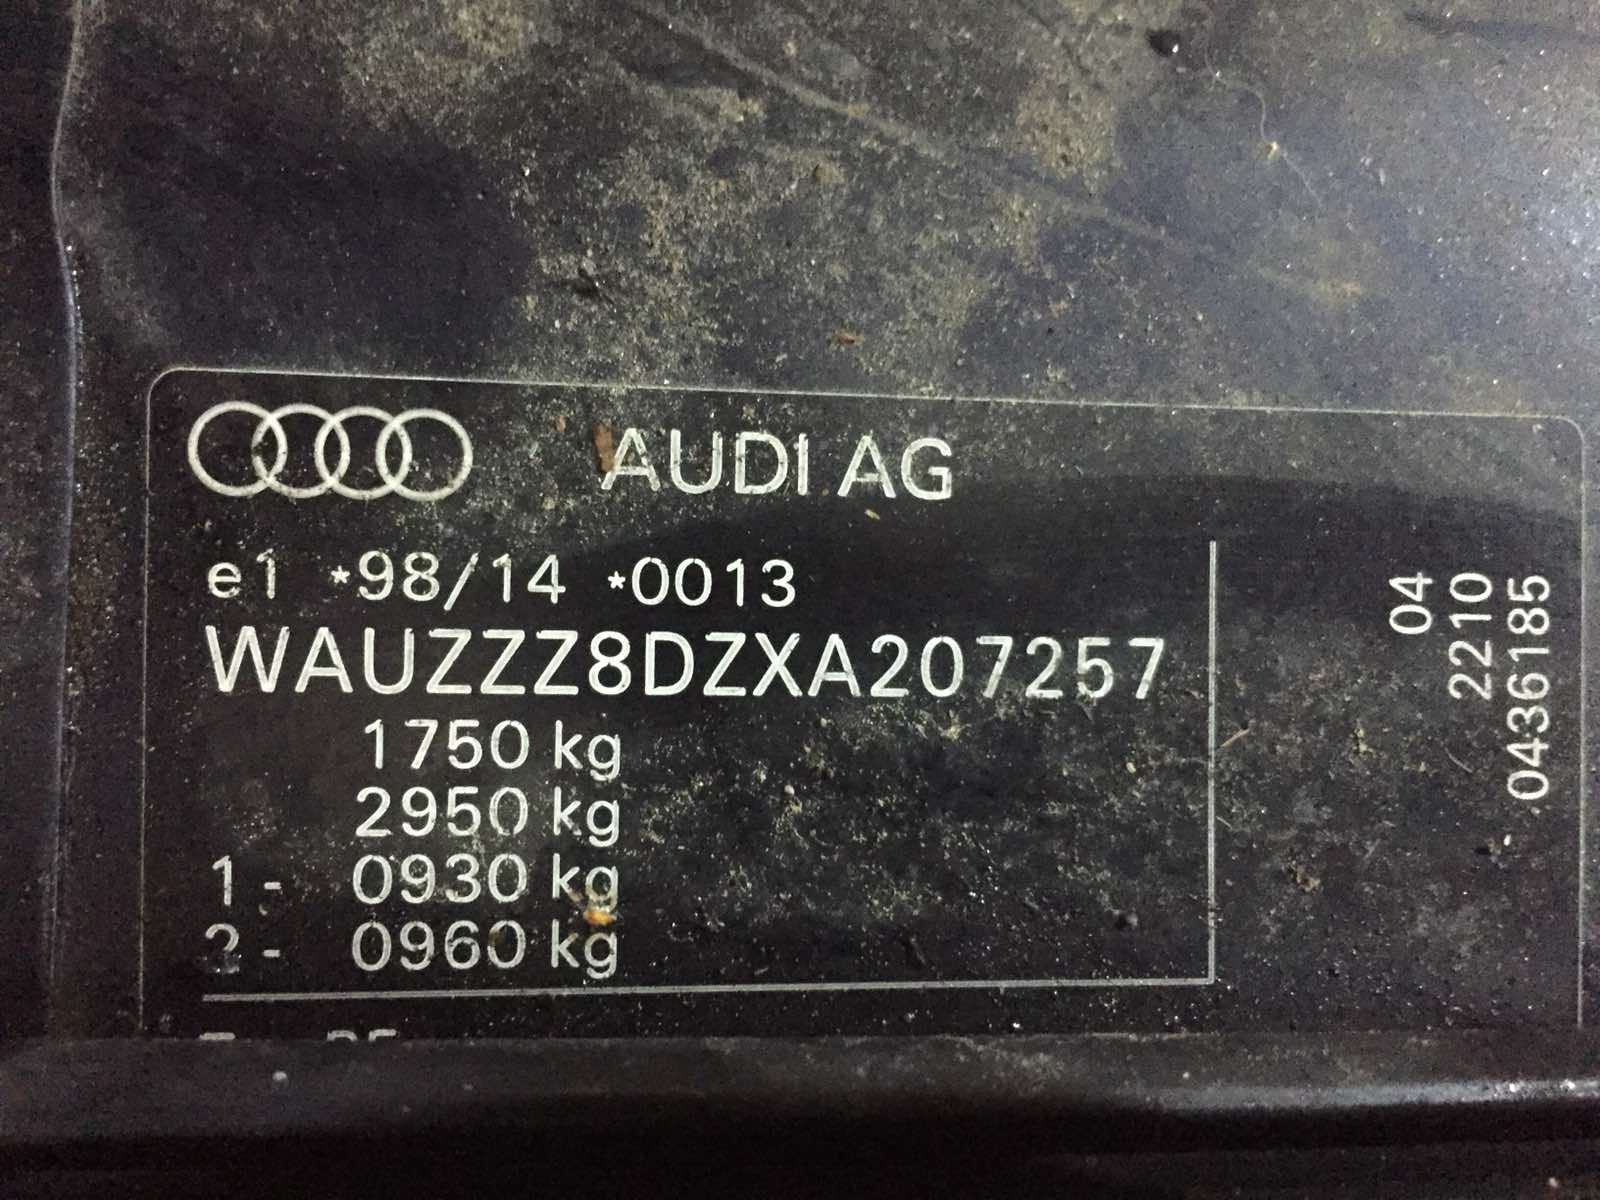 AUDI AG
e1 *98/14 *0013
WAUZZZ8DZXA207257
1750 kg
2950 kg
1- 0930 kg
2- 0960 kg
04
2210
04361185